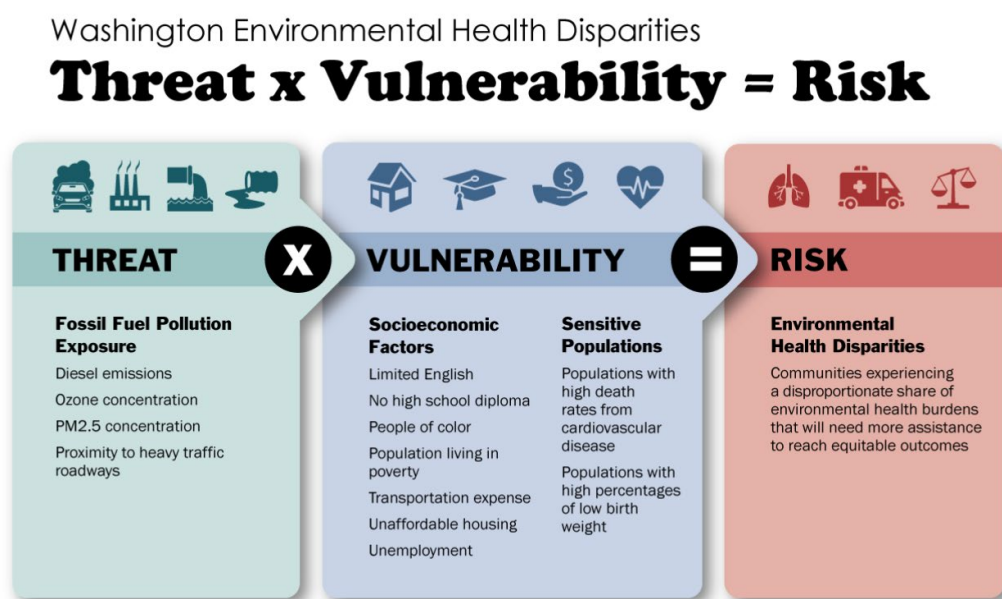 Washington Environmental Health Disparities
Threat x Vulnerability = Risk
THREAT
X
VULNERABILITY
=
RISK
Fossil Fuel Pollution
Exposure
Diesel emissions
Ozone concentration
PM2.5 concentration
Proximity to heavy traffic
roadways
$
Socioeconomic
Factors
Limited English
No high school diploma
People of color
Population living in
poverty
Transportation expense
Unaffordable housing
Unemployment
Sensitive
Populations
Populations with
high death
rates from
cardiovascular
disease
Populations with
high percentages
of low birth
weight
Environmental
Health Disparities
Communities experiencing
a disproportionate share of
environmental health burdens
that will need more assistance
to reach equitable outcomes